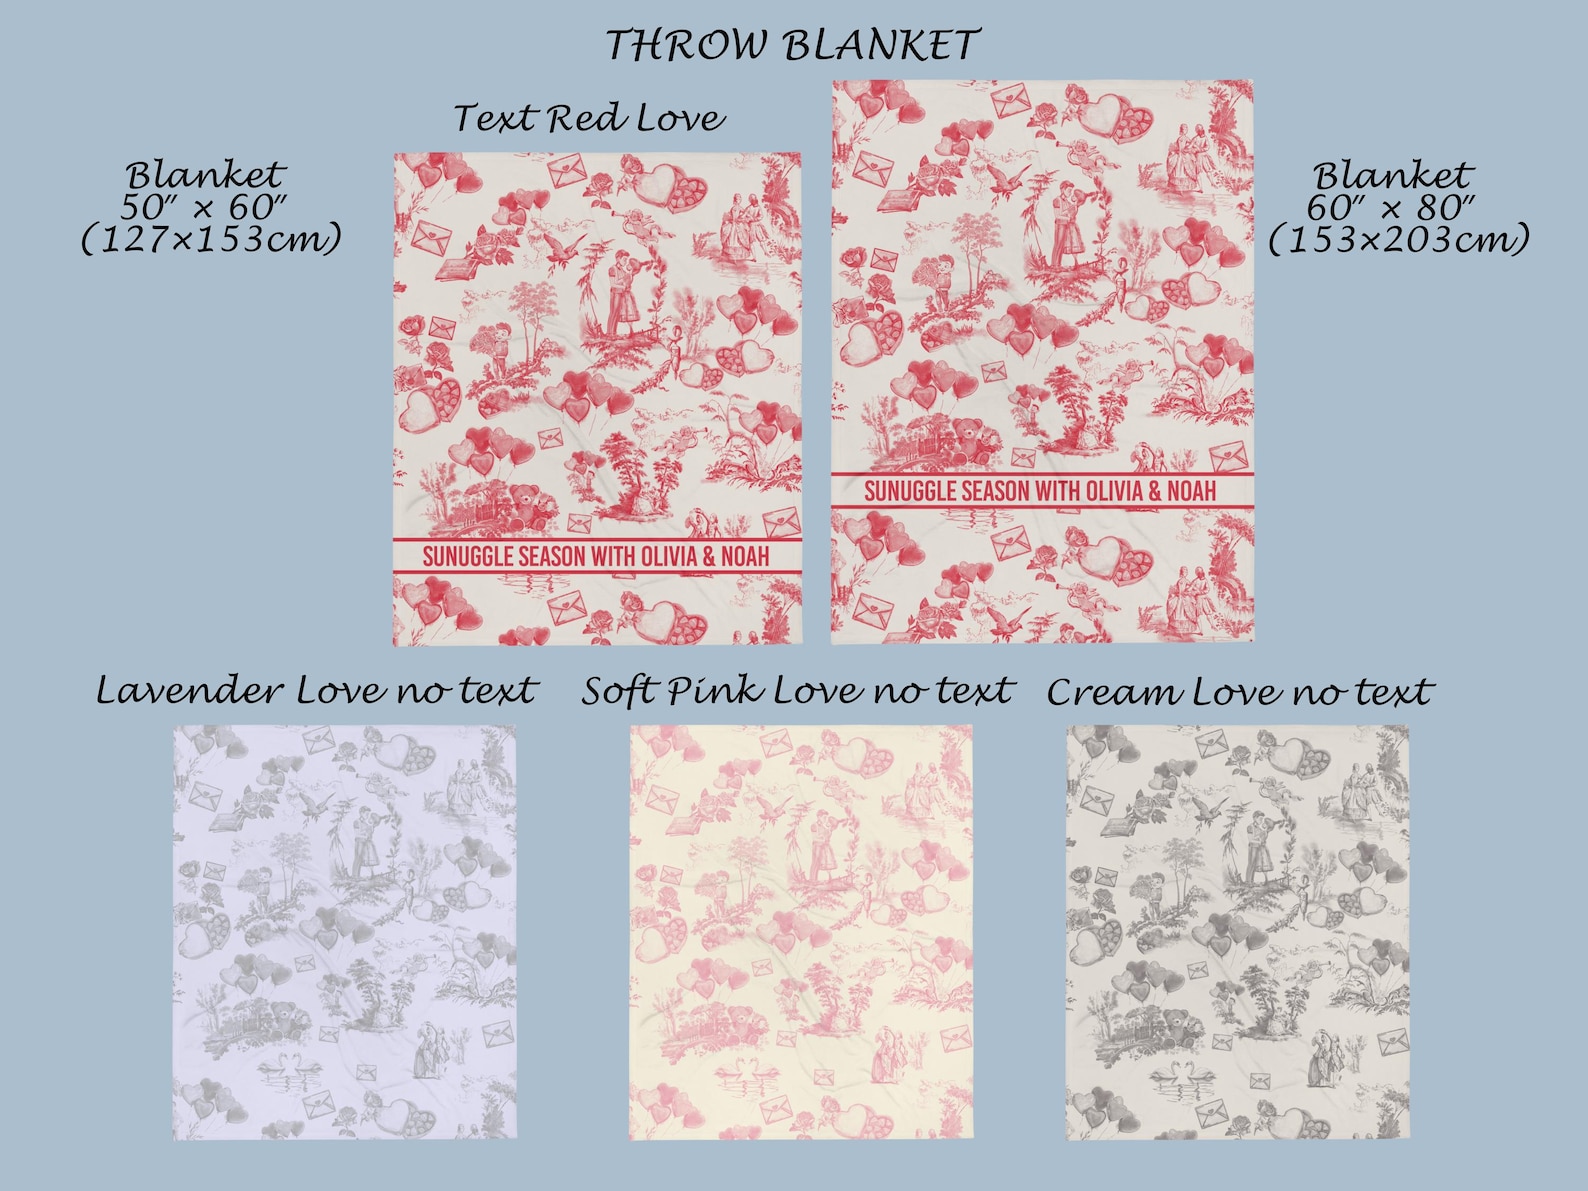 THROW BLANKET
Text Red Love
Blanket
50" × 60"
(127×153cm)
Blanket
60" × 80"
(153×203cm)
SUNUGGLE SEASON WITH OLIVIA & NOAH
SUNUGGLE SEASON WITH OLIVIA & NOAH
Lavender Love no text
Soft Pink Love no text
Cream Love no text